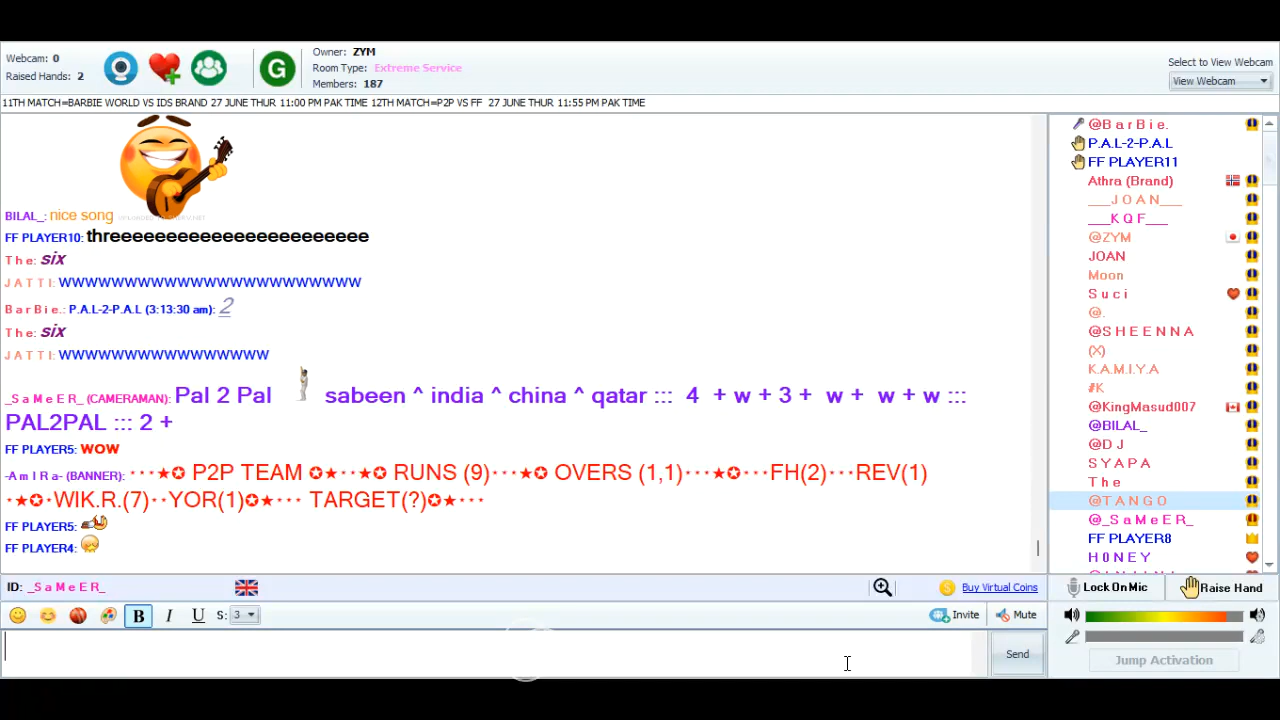 Webcam: 0
Raised Hands: 2
G
Owner: ZYM
Room Type: Extreme Service
Members: 187
Select to View Webcam
View Webcam
11TH MATCH=BARBIE WORLD VS IDS BRAND 27 JUNE THUR 11:00 PM PAK TIME 12TH MATCH=P2P VS FF 27 JUNE THUR 11:55 PM PAK TIME
BILAL_: nice song
FF PLAYER10: threeeeeeeeeeeeeeeeeeeeeee
T h e: six
J A T T I: WWWWWWWWWWWWWWWWWWWWWWW
B a r B i e.: P.A.L-2-P.A.L (3:13:30 am): 2
T h e: six
J A T T I: WWWWWWWWWWWWWWWW
_S a M e E R_ (CAMERAMAN): Pal 2 Pal sabeen ^ india ^ china ^ qatar ::: 4 + w + 3 + w + w + w :::
PAL2PAL ::: 2 +
FF PLAYER5: WOW
-A m I R a- (BANNER): ···★✪ P2P TEAM ✪★··★✪ RUNS (9)···★✪ OVERS (1,1)···★✪···FH(2)···REV(1)
·★✪·WIK.R.(7)··YOR(1)✪★··· TARGET(?)✪★···
FF PLAYER5:
FF PLAYER4:
@B a r B i e.
P.A.L-2-P.A.L
FF PLAYER11
Athra (Brand)
___J O A N___
___K Q F___
@ZYM
JOAN
Moon
S u c i
@.
@S H E E N N A
(X)
K.A.M.I.Y.A
#K
@KingMasud007
@BILAL_
@D J
S Y A P A
T h e
@T A N G O
@_S a M e E R_
FF PLAYER8
H 0 N E Y
ID: _S a M e E R_
Buy Virtual Coins
Lock On Mic
Raise Hand
B I U S: 3
Invite
Mute
Send
Jump Activation